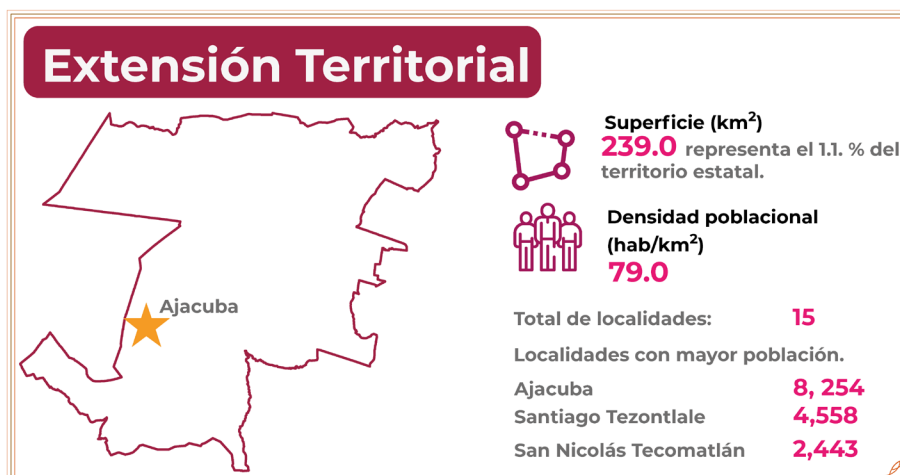 Extensión Territorial
Superficie (km²)
239.0 representa el 1.1. % del
territorio estatal.
Densidad poblacional
(hab/km²)
79.0
Ajacuba
Total de localidades: 15
Localidades con mayor población.
Ajacuba 8, 254
Santiago Tezontlale 4,558
San Nicolás Tecomatlán 2,443